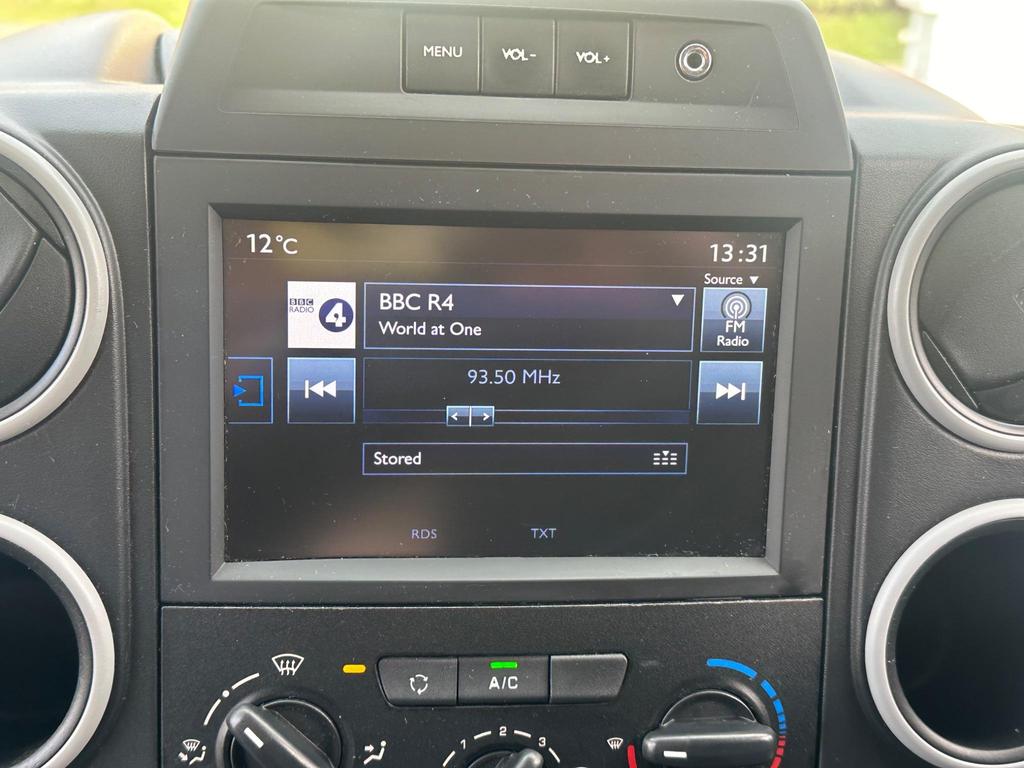 MENU VOL- VOL+
12°C 13:31
Source
BBC RADIO 4
BBC R4
World at One
FM Radio
93.50 MHz
< >
Stored
RDS TXT
A/C
1 2 3